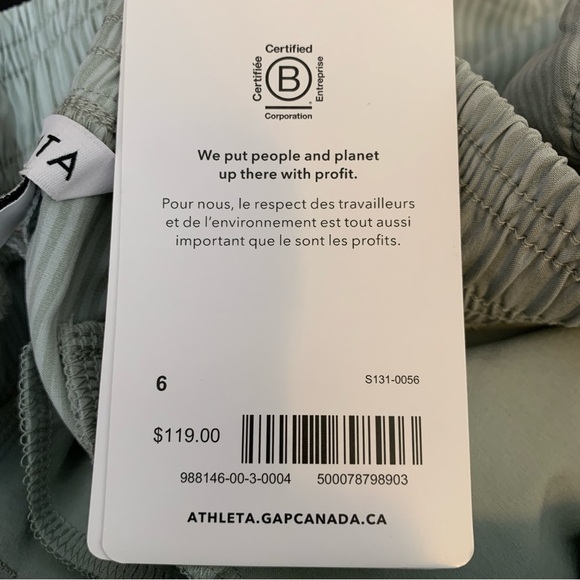 Certified
Certifiée
B
Entreprise
Corporation
We put people and planet
up there with profit.
Pour nous, le respect des travailleurs
et de l'environnement est tout aussi
important que le sont les profits.
TA
6
S131-0056
$119.00
988146-00-3-0004 500078798903
ATHLETA.GAPCANADA.CA